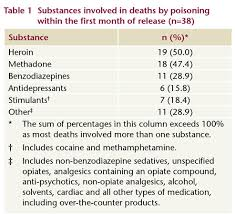 Table 1 Substances involved in deaths by poisoning
within the first month of release (n=38)
Substance n (%)*
Heroin 19 (50.0)
Methadone 18 (47.4)
Benzodiazepines 11 (28.9)
Antidepressants 6 (15.8)
Stimulants† 7 (18.4)
Other‡ 11 (28.9)
* The sum of percentages in this column exceeds 100%
as most deaths involved more than one substance.
† Includes cocaine and methamphetamine.
‡ Includes non-benzodiazepine sedatives, unspecified
opiates, analgesics containing an opiate compound,
anti-psychotics, non-opiate analgesics, alcohol,
solvents, cardiac and all other types of medication,
including over-the-counter products.